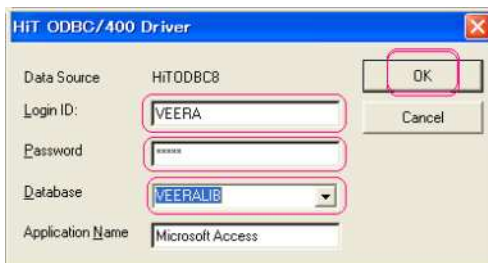 HiT ODBC/400 Driver
Data Source HiTODBC8
OK
Login ID: VEERA
Cancel
Password *****
Database VEERALIB
Application Name Microsoft Access